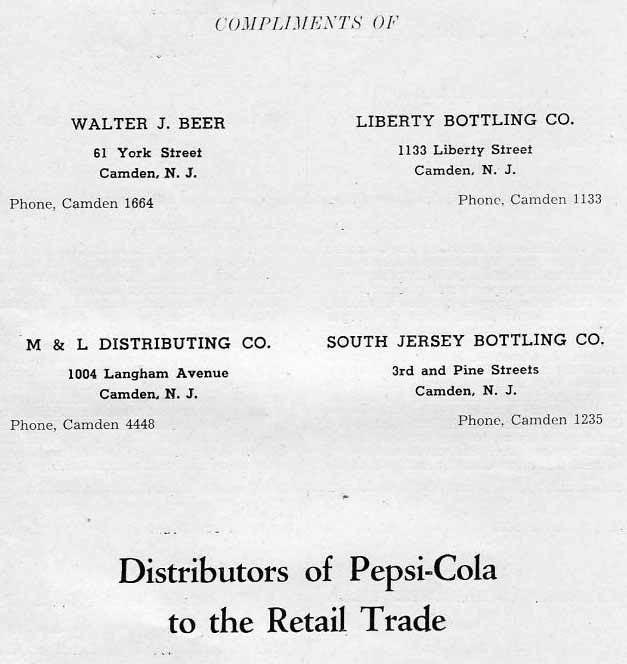 COMPLIMENTS OF
WALTER J. BEER
61 York Street
Camden, N. J.
Phone, Camden 1664
LIBERTY BOTTLING CO.
1133 Liberty Street
Camden, N. J.
Phone, Camden 1133
M & L DISTRIBUTING CO.
1004 Langham Avenue
Camden, N. J.
Phone, Camden 4448
SOUTH JERSEY BOTTLING CO.
3rd and Pine Streets
Camden, N. J.
Phone, Camden 1235
Distributors of Pepsi-Cola
to the Retail Trade